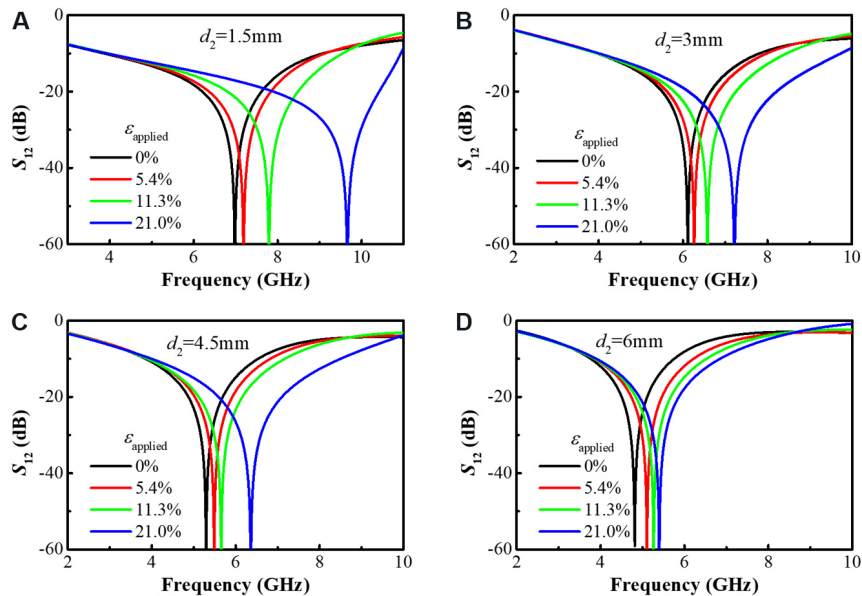 A
d₂=1.5mm
0
-20
-40
-60
S₁₂ (dB)
ε_applied
0%
5.4%
11.3%
21.0%
4 6 8 10
Frequency (GHz)
B
d₂=3mm
0
-20
-40
-60
S₁₂ (dB)
ε_applied
0%
5.4%
11.3%
21.0%
2 4 6 8 10
Frequency (GHz)
C
d₂=4.5mm
0
-20
-40
-60
S₁₂ (dB)
ε_applied
0%
5.4%
11.3%
21.0%
2 4 6 8 10
Frequency (GHz)
D
d₂=6mm
0
-20
-40
-60
S₁₂ (dB)
ε_applied
0%
5.4%
11.3%
21.0%
2 4 6 8 10
Frequency (GHz)